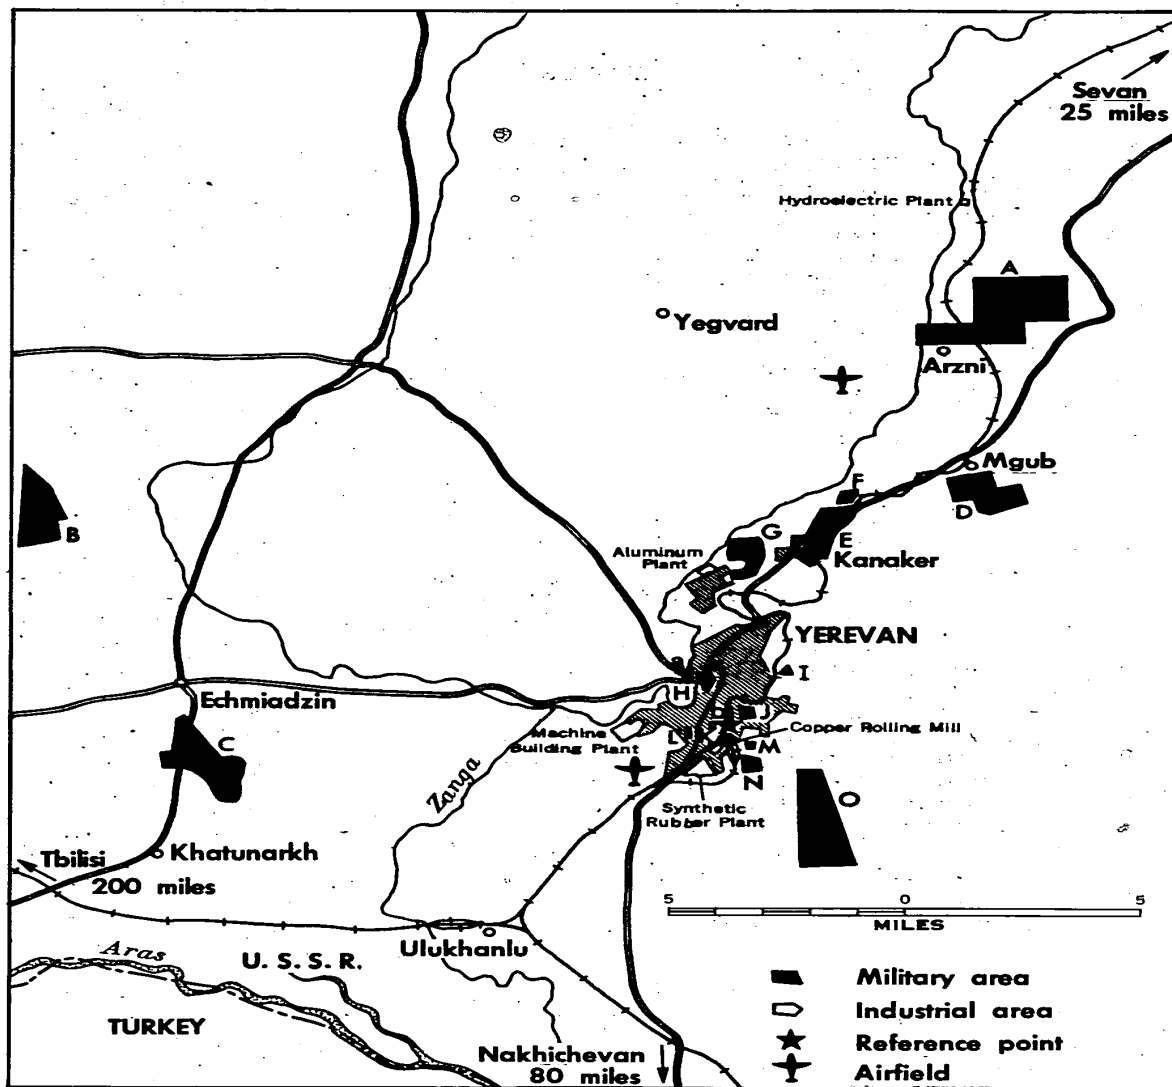 Sevan
25 miles
Hydroelectric Plant
A
Yegvard
Arzni
Mgub
F
D
B
G
E
Aluminum
Plant
Kanaker
YEREVAN
a
I
H
Echmiadzin
b
J
Machine
Building Plant
L
Copper Rolling Mill
M
C
N
Zanga
Synthetic
Rubber Plant
O
Khatunarkh
Tbilisi
200 miles
5 0 5
MILES
Ulukhanlu
Aras
U.S.S.R.
TURKEY
Military area
Industrial area
Reference point
Airfield
Nakhichevan
80 miles